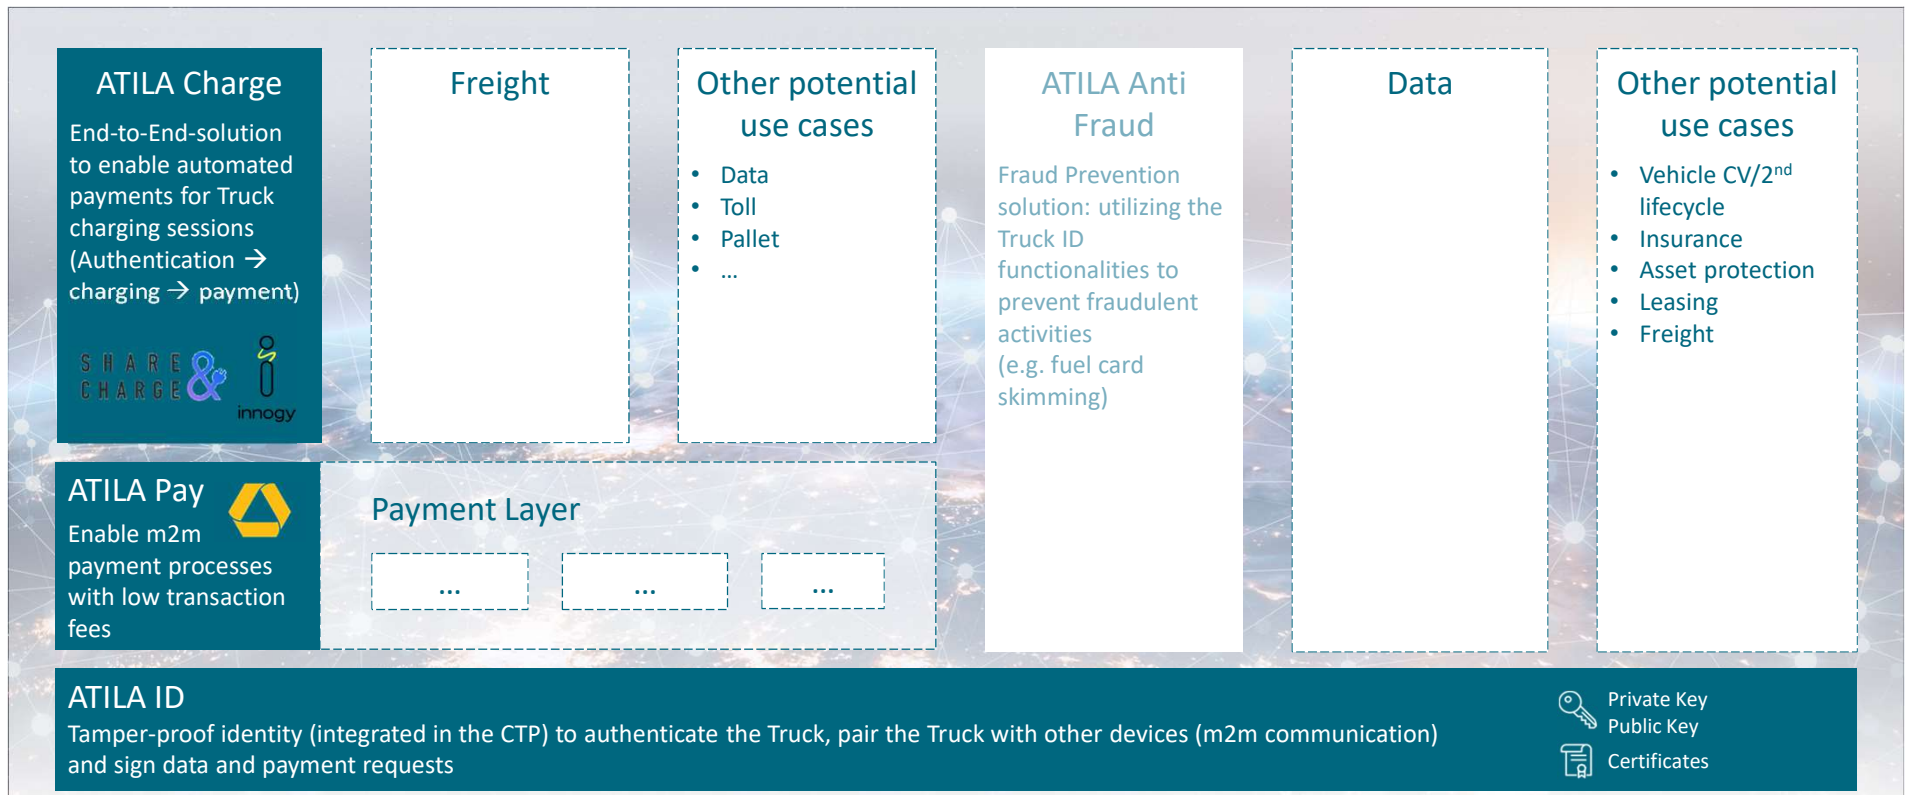 ATILA Charge
End-to-End-solution
to enable automated
payments for Truck
charging sessions
(Authentication →
charging → payment)
SHARE
CHARGE &
innogy
Freight
Other potential
use cases
• Data
• Toll
• Pallet
• ...
ATILA Anti
Fraud
Fraud Prevention
solution: utilizing the
Truck ID
functionalities to
prevent fraudulent
activities
(e.g. fuel card
skimming)
Data
Other potential
use cases
• Vehicle CV/2nd
lifecycle
• Insurance
• Asset protection
• Leasing
• Freight
ATILA Pay
Enable m2m
payment processes
with low transaction
fees
Payment Layer
...
...
...
ATILA ID
Tamper-proof identity (integrated in the CTP) to authenticate the Truck, pair the Truck with other devices (m2m communication)
and sign data and payment requests
Private Key
Public Key
Certificates